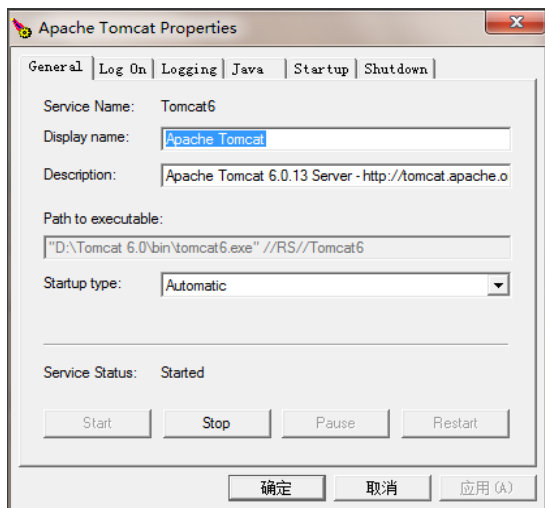 Apache Tomcat Properties
General Log On Logging Java Startup Shutdown
Service Name: Tomcat6
Display name: Apache Tomcat
Description: Apache Tomcat 6.0.13 Server - http://tomcat.apache.o
Path to executable:
"D:\Tomcat 6.0\bin\tomcat6.exe" //RS//Tomcat6
Startup type: Automatic
Service Status: Started
Start Stop Pause Restart
确定 取消 应用(A)